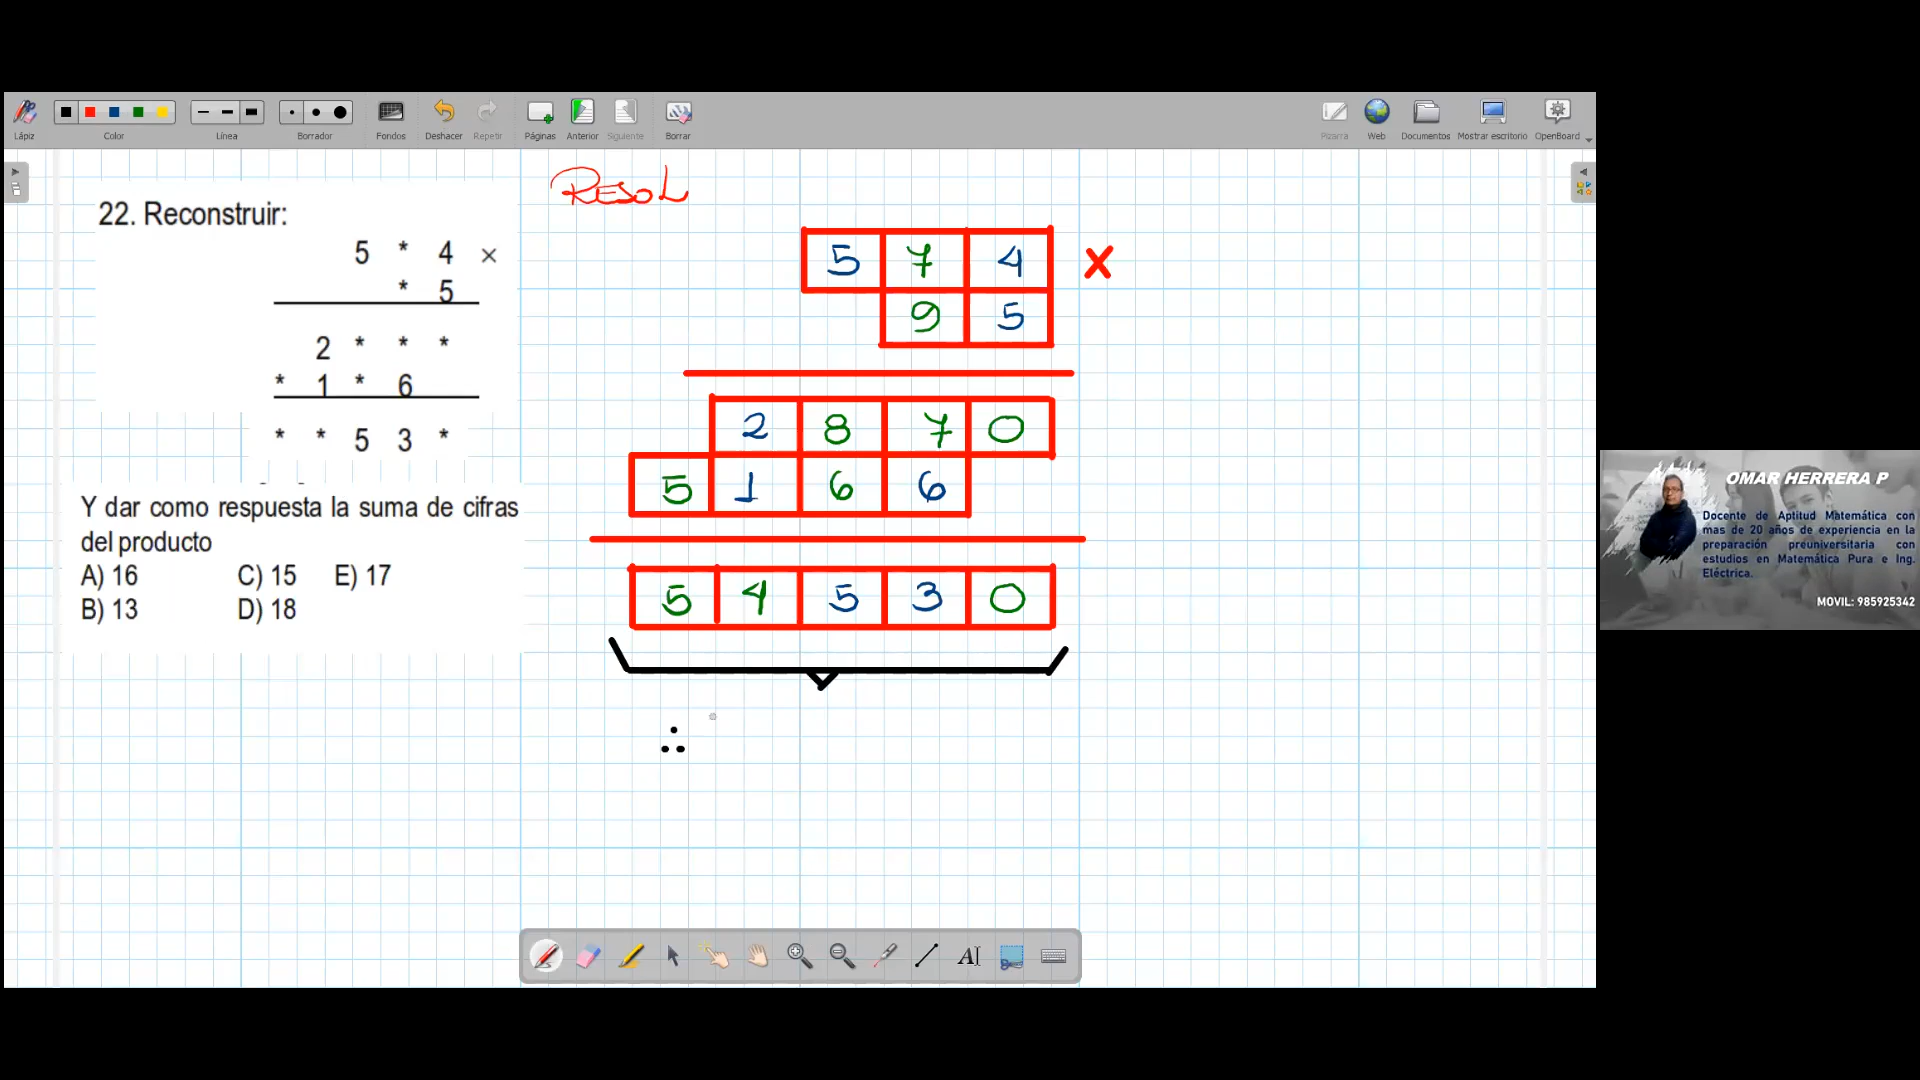 Lápiz Color Línea Borrador Fondos Deshacer Repetir Páginas Anterior Siguiente Borrar Pizarra Web Documentos Mostrar escritorio OpenBoard
22. Reconstruir:
5 * 4 ×
* 5
2 * * *
* 1 * 6
* * 5 3 *
Y dar como respuesta la suma de cifras
del producto
A) 16 C) 15 E) 17
B) 13 D) 18
RESOL
5 7 4 X
9 5
2 8 7 0
5 1 6 6
5 4 5 3 0
∴
OMAR HERRERA P
Docente de Aptitud Matemática con
mas de 20 años de experiencia en la
preparación preuniversitaria con
estudios en Matemática Pura e Ing.
Eléctrica.
MOVIL: 985925342